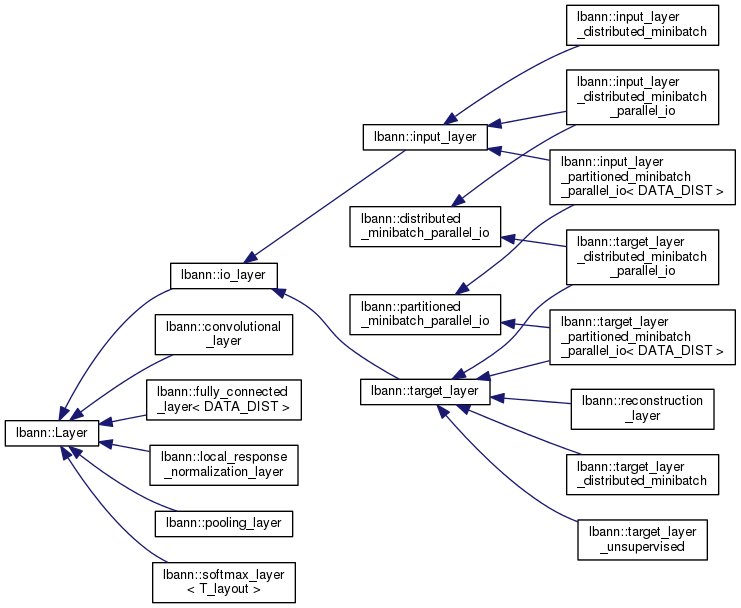 lbann::input_layer
_distributed_minibatch
lbann::input_layer
_distributed_minibatch
_parallel_io
lbann::input_layer
lbann::input_layer
_partitioned_minibatch
_parallel_io< DATA_DIST >
lbann::distributed
_minibatch_parallel_io
lbann::target_layer
_distributed_minibatch
_parallel_io
lbann::io_layer
lbann::partitioned
_minibatch_parallel_io
lbann::target_layer
_partitioned_minibatch
_parallel_io< DATA_DIST >
lbann::convolutional
_layer
lbann::target_layer
lbann::fully_connected
_layer< DATA_DIST >
lbann::reconstruction
_layer
lbann::Layer
lbann::local_response
_normalization_layer
lbann::target_layer
_distributed_minibatch
lbann::pooling_layer
lbann::target_layer
_unsupervised
lbann::softmax_layer
< T_layout >